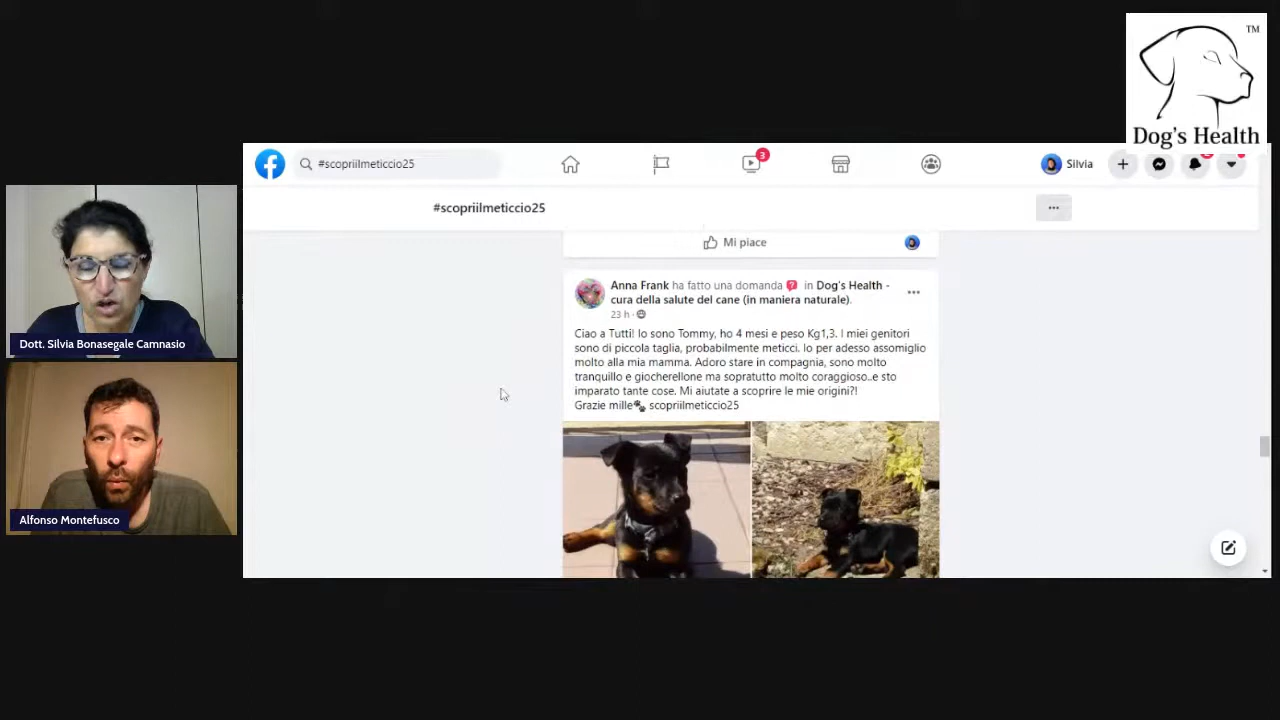 TM
Dog's Health
#scopriilmeticcio25
3
Silvia
#scopriilmeticcio25
Mi piace
Anna Frank ha fatto una domanda in Dog's Health -
cura della salute del cane (in maniera naturale).
23 h ·
Ciao a Tutti! Io sono Tommy, ho 4 mesi e peso Kg1,3. I miei genitori
sono di piccola taglia, probabilmente meticci. Io per adesso assomiglio
molto alla mia mamma. Adoro stare in compagnia, sono molto
tranquillo e giocherellone ma sopratutto molto coraggioso..e sto
imparato tante cose. Mi aiutate a scoprire le mie origini?!
Grazie mille🐾 scopriilmeticcio25
Dott. Silvia Bonasegale Camnasio
Alfonso Montefusco